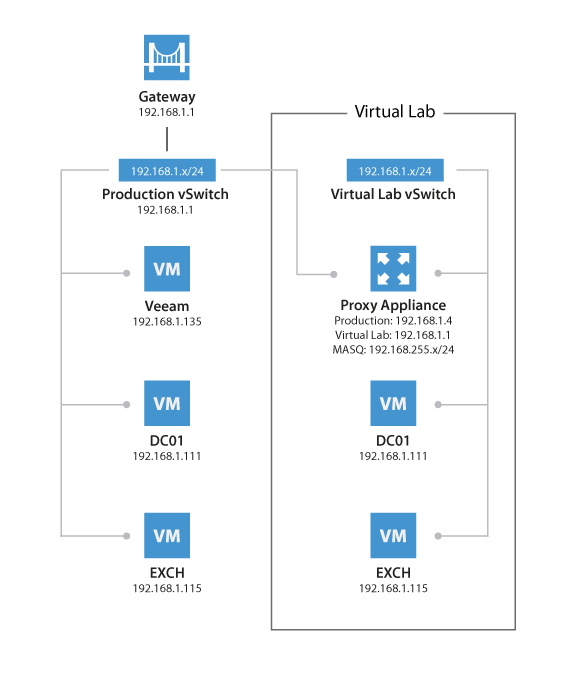 Gateway
192.168.1.1
Virtual Lab
192.168.1.x/24
Production vSwitch
192.168.1.1
192.168.1.x/24
Virtual Lab vSwitch
VM
Veeam
192.168.1.135
Proxy Appliance
Production: 192.168.1.4
Virtual Lab: 192.168.1.1
MASQ: 192.168.255.x/24
VM
DC01
192.168.1.111
VM
DC01
192.168.1.111
VM
EXCH
192.168.1.115
VM
EXCH
192.168.1.115